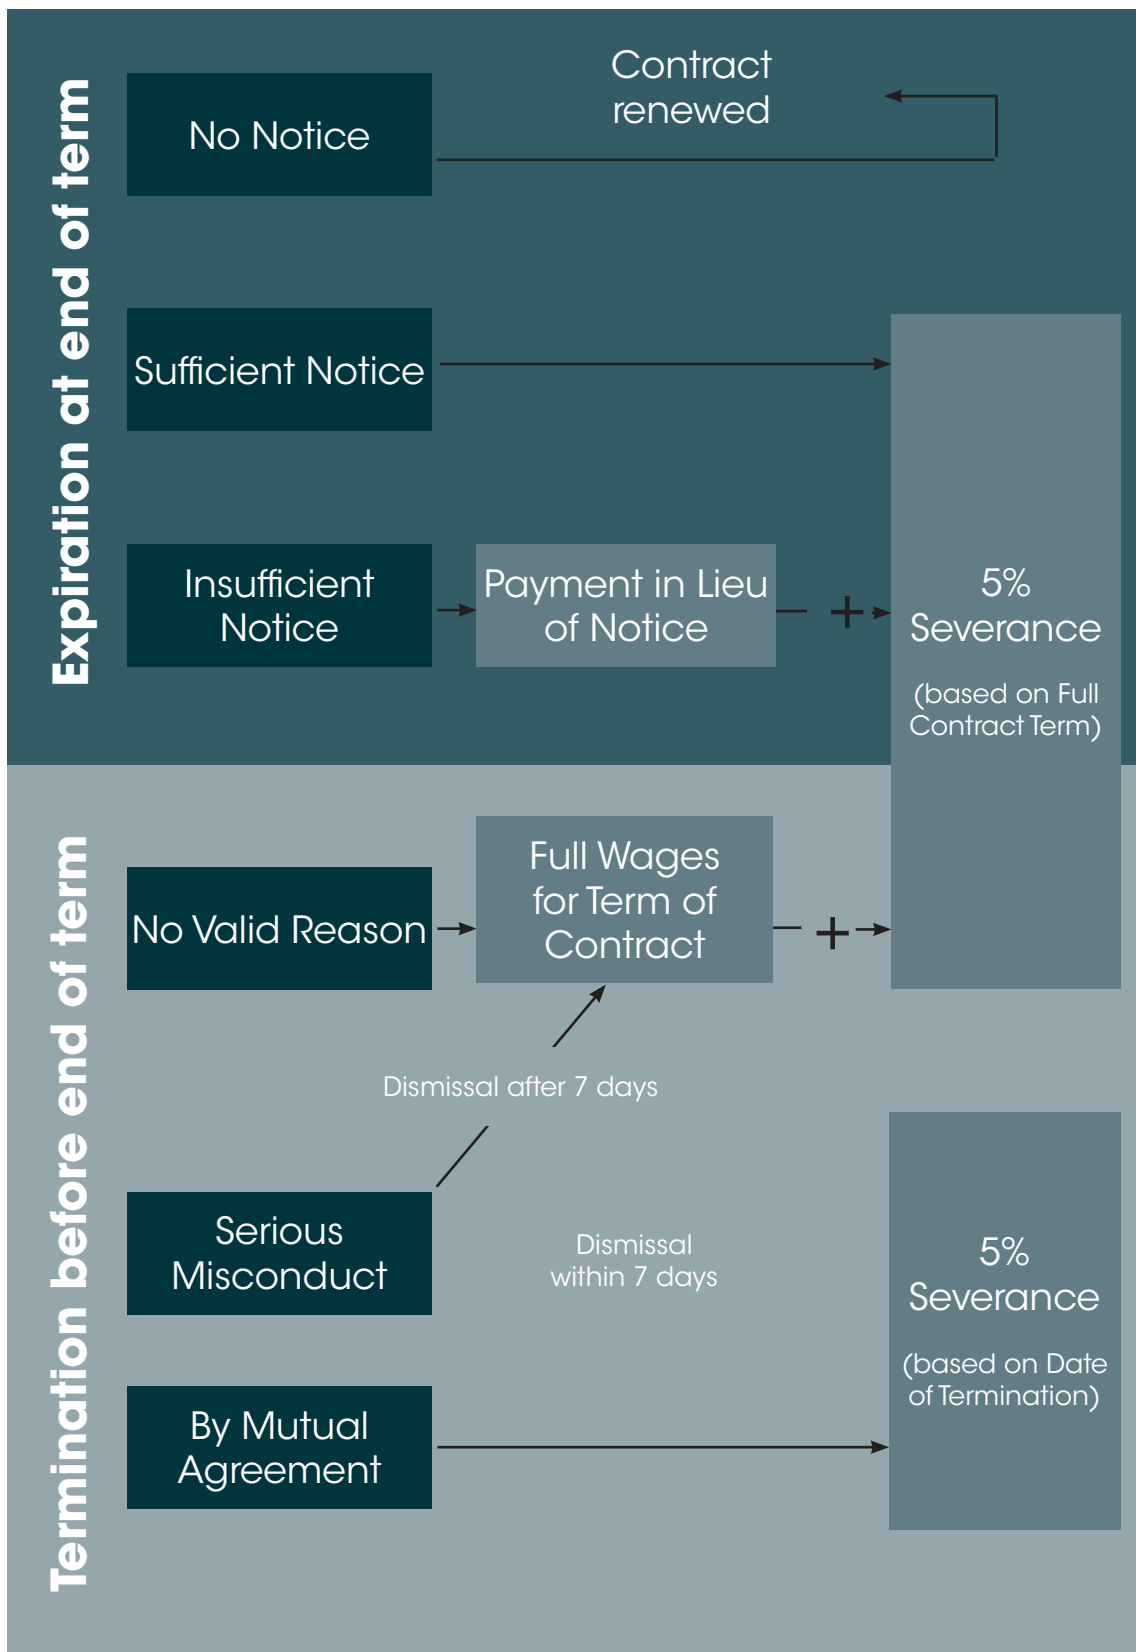 Expiration at end of term
No Notice
Contract
renewed
Sufficient Notice
Insufficient
Notice
Payment in Lieu
of Notice
+
5%
Severance
(based on Full
Contract Term)
Termination before end of term
No Valid Reason
Full Wages
for Term of
Contract
+
Dismissal after 7 days
Serious
Misconduct
Dismissal
within 7 days
5%
Severance
(based on Date
of Termination)
By Mutual
Agreement